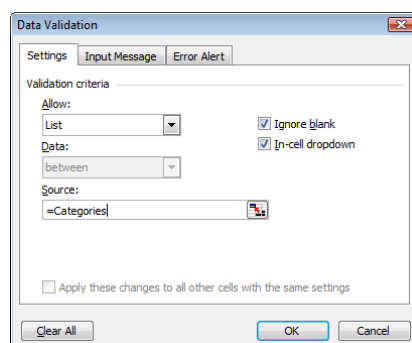 Data Validation
Settings Input Message Error Alert
Validation criteria
Allow:
List
Ignore blank
Data:
In-cell dropdown
between
Source:
=Categories
Apply these changes to all other cells with the same settings
Clear All OK Cancel